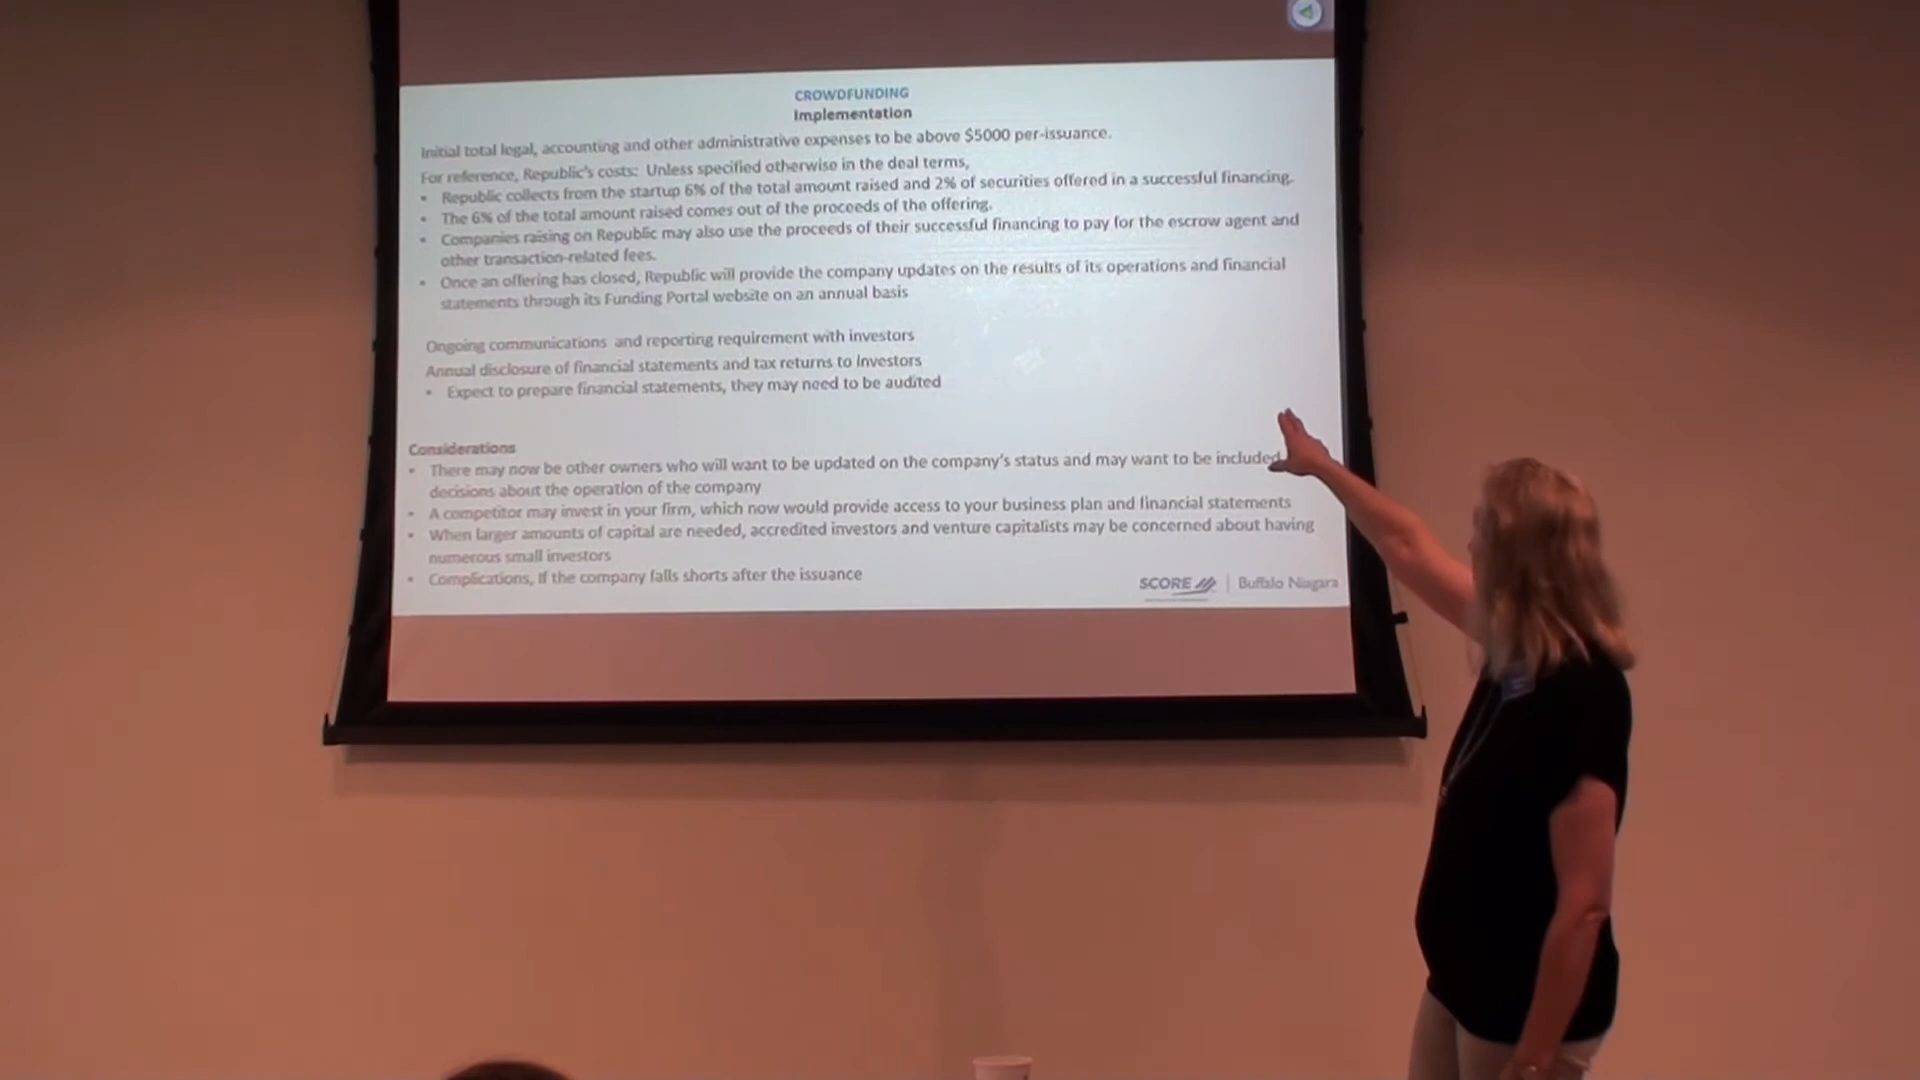 CROWDFUNDING
Implementation
Initial total legal, accounting and other administrative expenses to be above $5000 per-issuance.
For reference, Republic's costs: Unless specified otherwise in the deal terms,
• Republic collects from the startup 6% of the total amount raised and 2% of securities offered in a successful financing.
• The 6% of the total amount raised comes out of the proceeds of the offering.
• Companies raising on Republic may also use the proceeds of their successful financing to pay for the escrow agent and
other transaction-related fees.
• Once an offering has closed, Republic will provide the company updates on the results of its operations and financial
statements through its Funding Portal website on an annual basis
Ongoing communications and reporting requirement with investors
Annual disclosure of financial statements and tax returns to Investors
• Expect to prepare financial statements, they may need to be audited
Considerations
• There may now be other owners who will want to be updated on the company's status and may want to be included
decisions about the operation of the company
• A competitor may invest in your firm, which now would provide access to your business plan and financial statements
• When larger amounts of capital are needed, accredited investors and venture capitalists may be concerned about having
numerous small investors
• Complications, If the company falls shorts after the issuance
SCORE | Buffalo Niagara